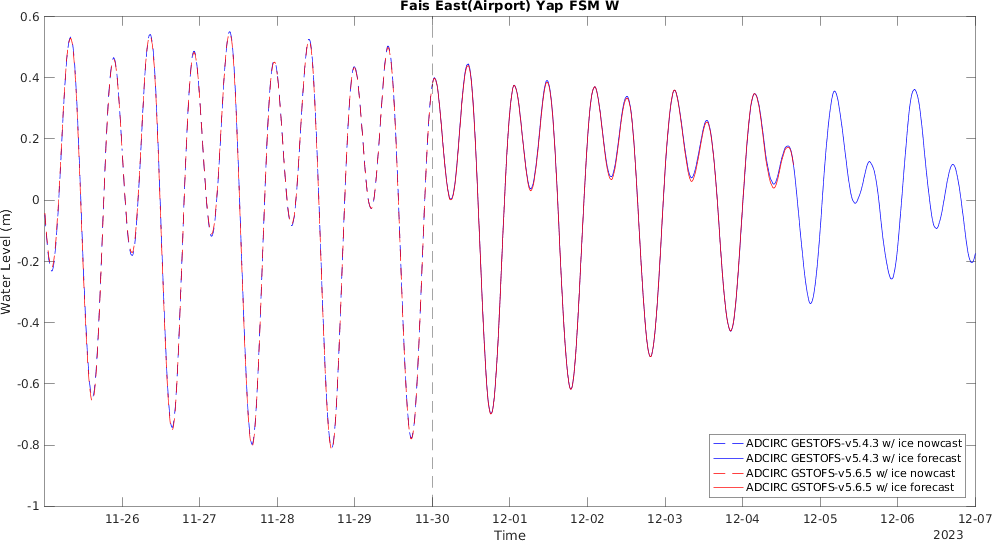 Fais East(Airport) Yap FSM W
0.6
0.4
0.2
0
-0.2
-0.4
-0.6
-0.8
-1
Water Level (m)
ADCIRC GESTOFS-v5.4.3 w/ ice nowcast
ADCIRC GESTOFS-v5.4.3 w/ ice forecast
ADCIRC GSTOFS-v5.6.5 w/ ice nowcast
ADCIRC GSTOFS-v5.6.5 w/ ice forecast
11-26 11-27 11-28 11-29 11-30 12-01 12-02 12-03 12-04 12-05 12-06 12-07
Time
2023